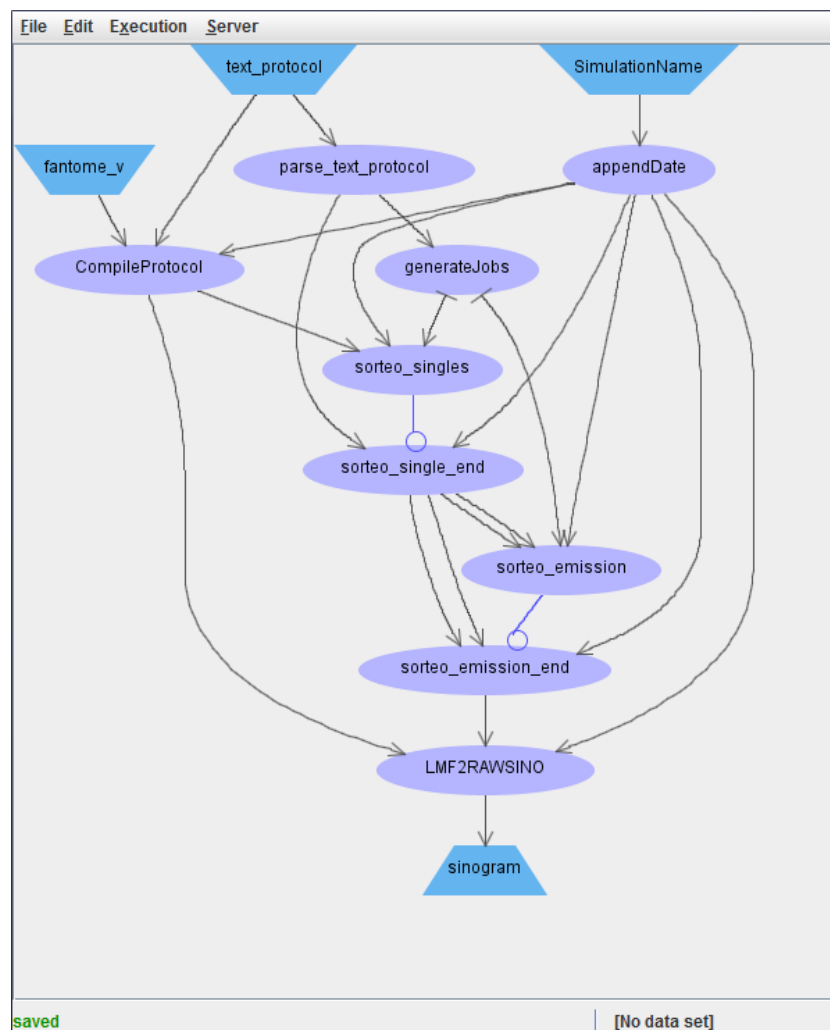 File Edit Execution Server
text_protocol SimulationName
fantome_v parse_text_protocol appendDate
CompileProtocol generateJobs
sorteo_singles
sorteo_single_end
sorteo_emission
sorteo_emission_end
LMF2RAWSINO
sinogram
saved [No data set]